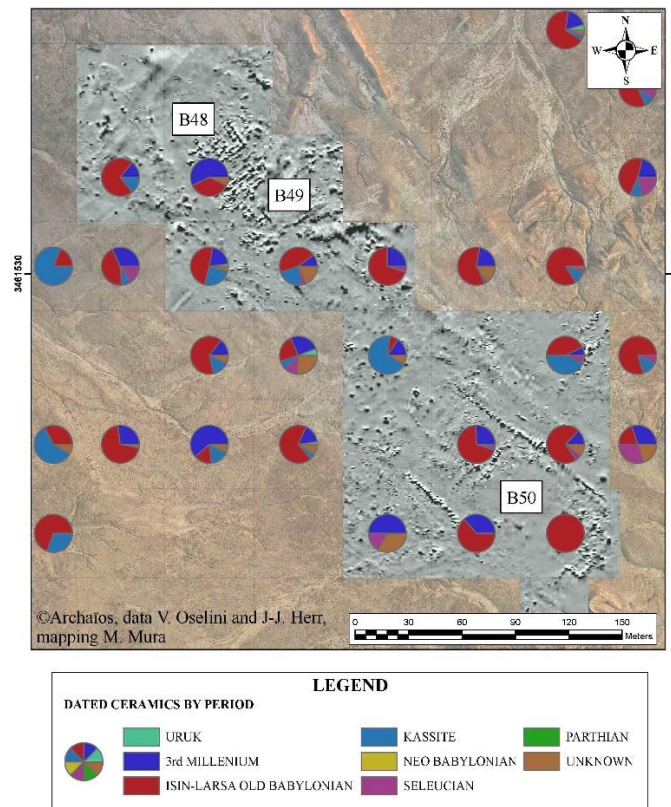 N
W E
S
B48
B49
3461530
B50
©Archaïos, data V. Oselini and J-J. Herr,
mapping M. Mura
0 30 60 90 120 150
Meters
LEGEND
DATED CERAMICS BY PERIOD
URUK KASSITE PARTHIAN
3rd MILLENIUM NEO BABYLONIAN UNKNOWN
ISIN-LARSA OLD BABYLONIAN SELEUCIAN